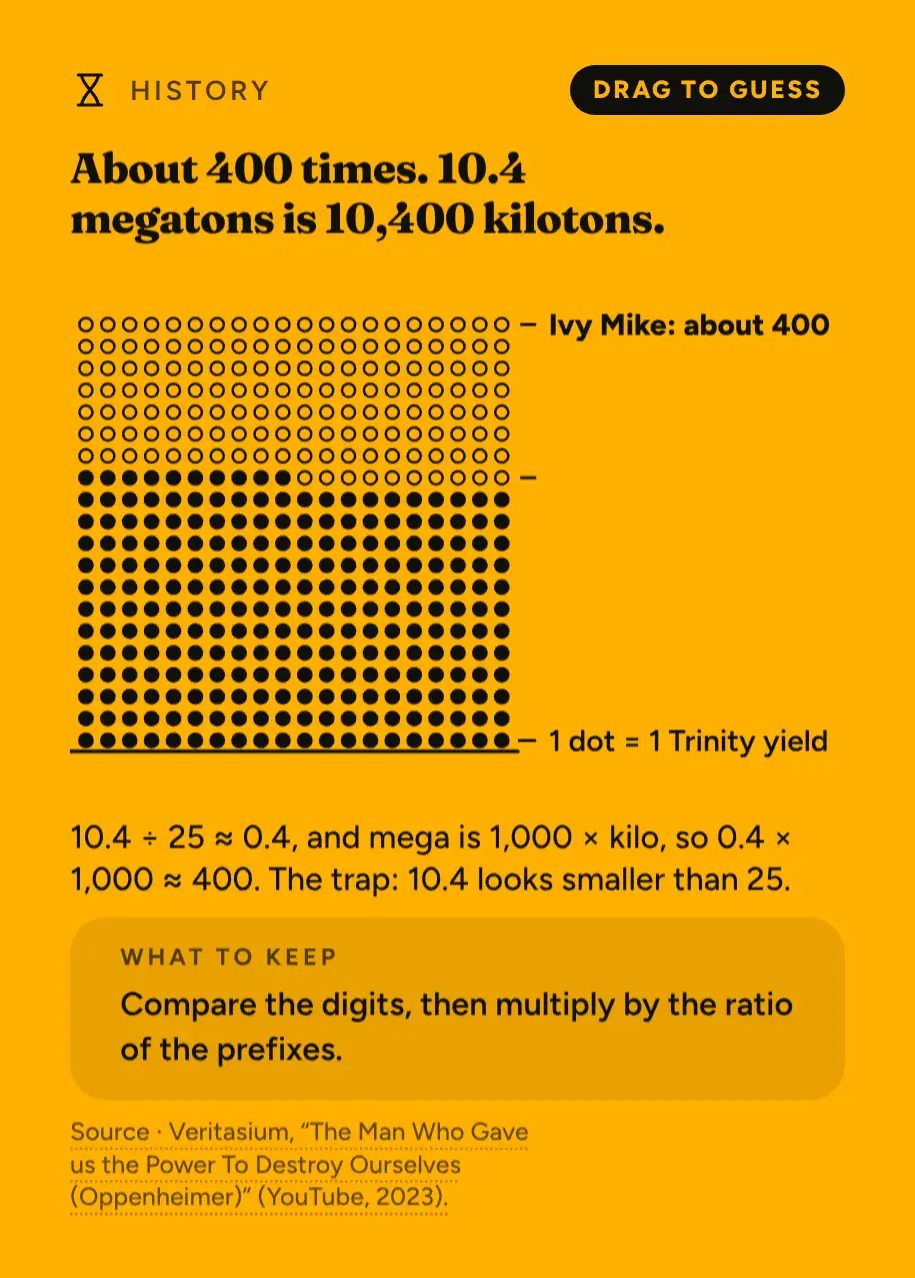 HISTORY
DRAG TO GUESS
About 400 times. 10.4
megatons is 10,400 kilotons.
– Ivy Mike: about 400
–
– 1 dot = 1 Trinity yield
10.4 ÷ 25 ≈ 0.4, and mega is 1,000 × kilo, so 0.4 ×
1,000 ≈ 400. The trap: 10.4 looks smaller than 25.
WHAT TO KEEP
Compare the digits, then multiply by the ratio
of the prefixes.
Source · Veritasium, “The Man Who Gave
us the Power To Destroy Ourselves
(Oppenheimer)” (YouTube, 2023).